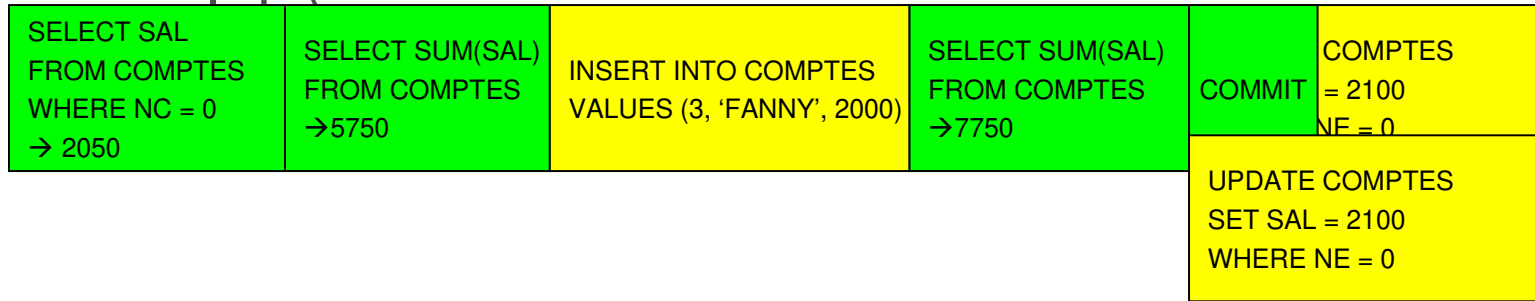 SELECT SAL
FROM COMPTES
WHERE NC = 0
→ 2050
SELECT SUM(SAL)
FROM COMPTES
→5750
INSERT INTO COMPTES
VALUES (3, ‘FANNY’, 2000)
SELECT SUM(SAL)
FROM COMPTES
→7750
COMMIT
COMPTES
= 2100
NE = 0
UPDATE COMPTES
SET SAL = 2100
WHERE NE = 0